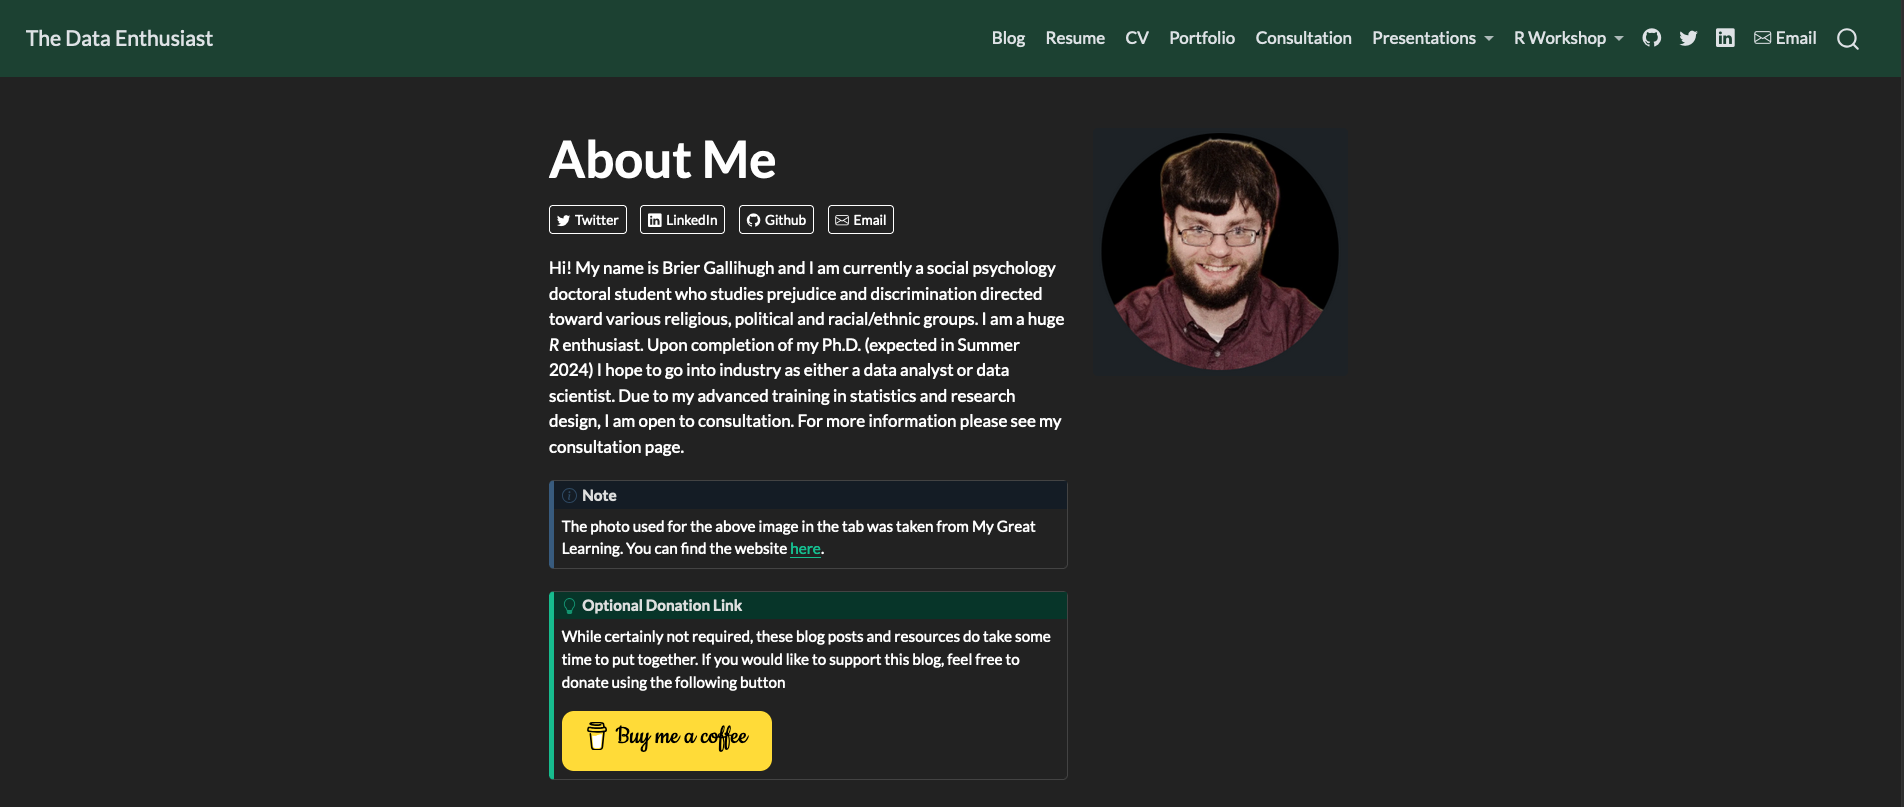 The Data Enthusiast
Blog Resume CV Portfolio Consultation Presentations R Workshop Email
About Me
Twitter LinkedIn Github Email
Hi! My name is Brier Gallihugh and I am currently a social psychology
doctoral student who studies prejudice and discrimination directed
toward various religious, political and racial/ethnic groups. I am a huge
R enthusiast. Upon completion of my Ph.D. (expected in Summer
2024) I hope to go into industry as either a data analyst or data
scientist. Due to my advanced training in statistics and research
design, I am open to consultation. For more information please see my
consultation page.
Note
The photo used for the above image in the tab was taken from My Great
Learning. You can find the website here.
Optional Donation Link
While certainly not required, these blog posts and resources do take some
time to put together. If you would like to support this blog, feel free to
donate using the following button
Buy me a coffee